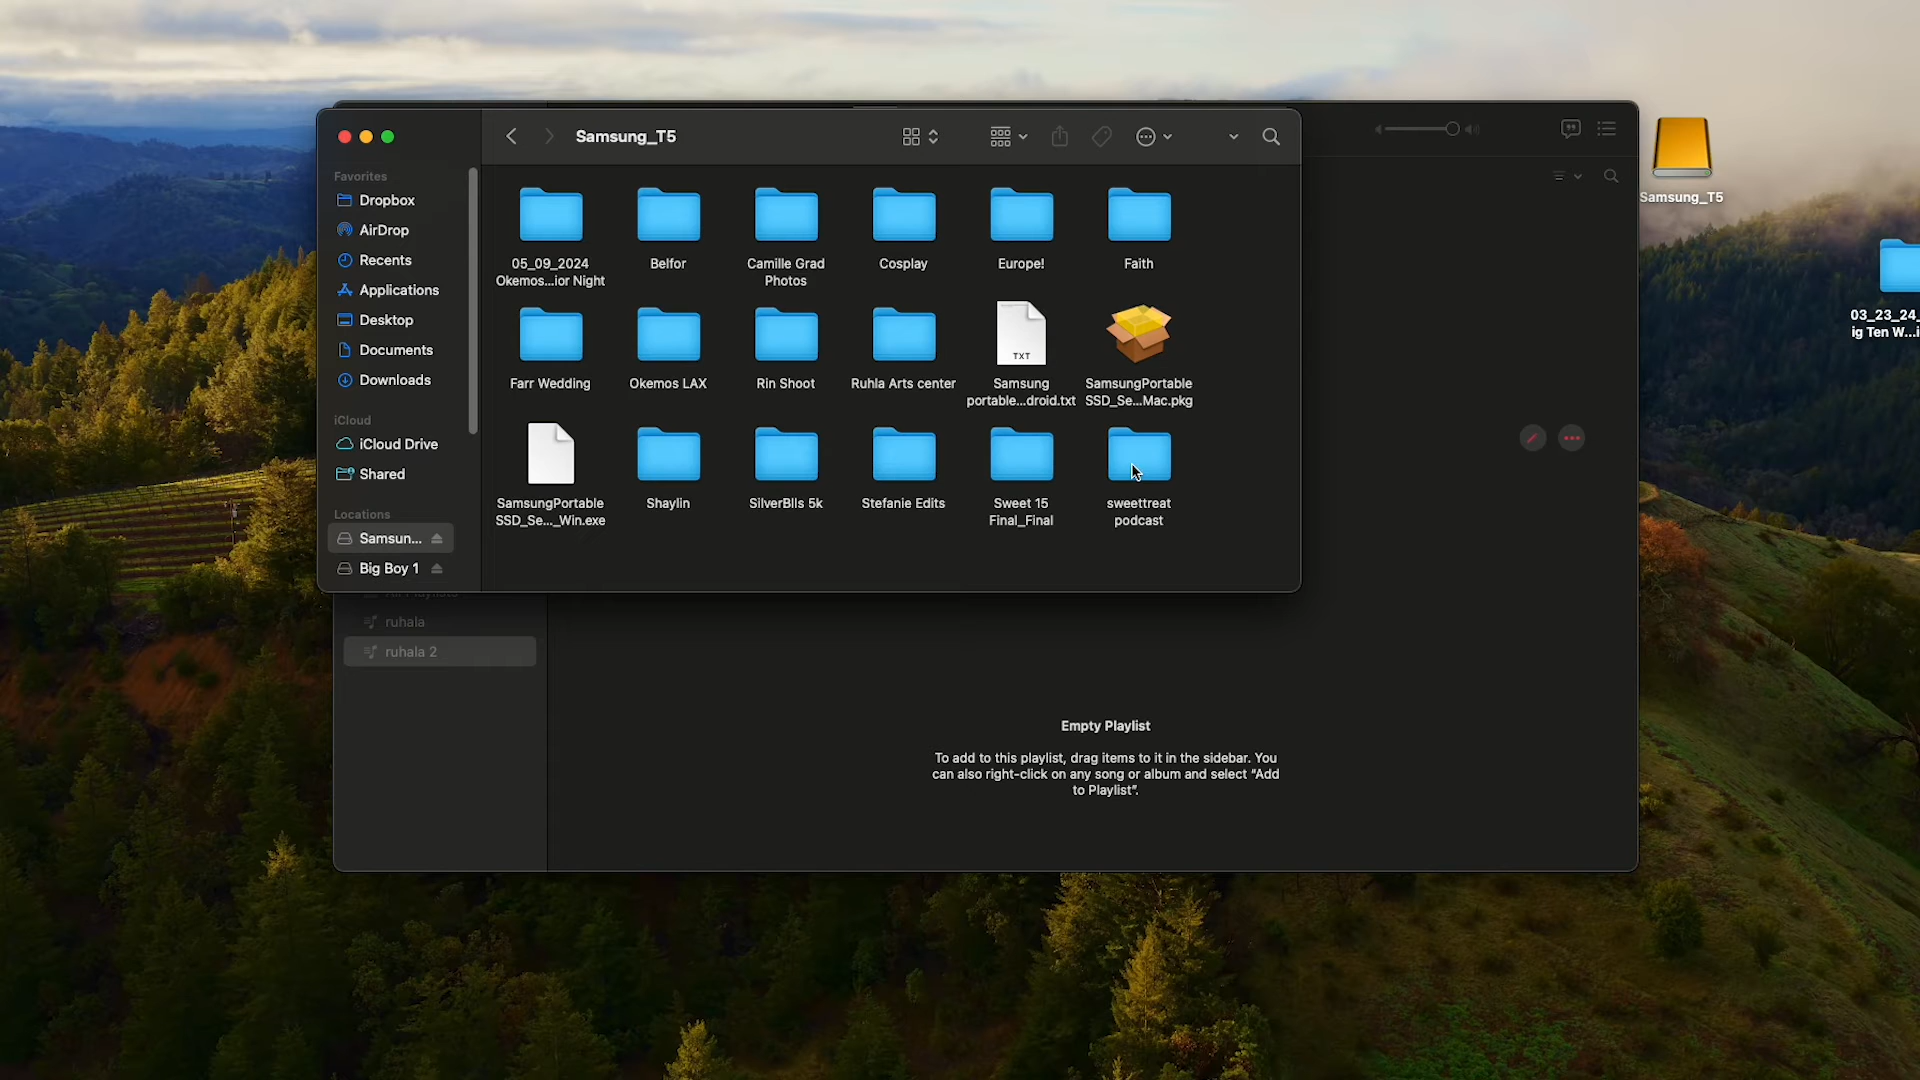 Samsung_T5
Favorites
Dropbox
AirDrop
Recents
Applications
Desktop
Documents
Downloads
iCloud
iCloud Drive
Shared
Locations
Samsun...
Big Boy 1
05_09_2024
Okemos...ior Night
Belfor
Camille Grad
Photos
Cosplay
Europe!
Faith
Farr Wedding
Okemos LAX
Rin Shoot
Ruhla Arts center
TXT
Samsung
portable...droid.txt
SamsungPortable
SSD_Se...Mac.pkg
SamsungPortable
SSD_Se..._Win.exe
Shaylin
SilverBlls 5k
Stefanie Edits
Sweet 15
Final_Final
sweettreat
podcast
All Playlists
ruhala
ruhala 2
Empty Playlist
To add to this playlist, drag items to it in the sidebar. You
can also right-click on any song or album and select "Add
to Playlist".
Samsung_T5
03_23_24_
ig Ten W...i